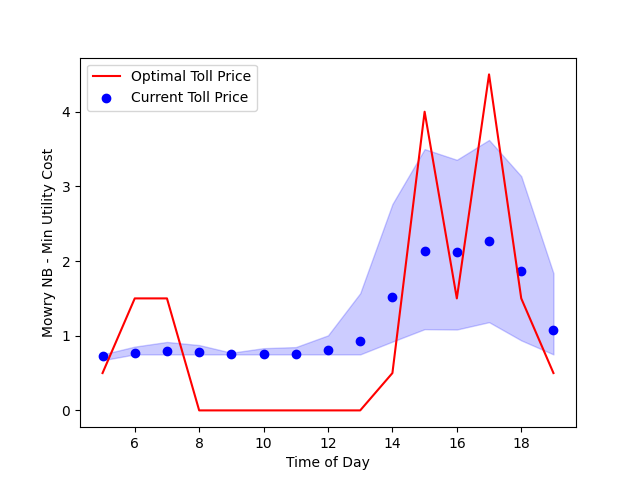 Optimal Toll Price
Current Toll Price
Mowry NB - Min Utility Cost
4
3
2
1
0
6 8 10 12 14 16 18
Time of Day